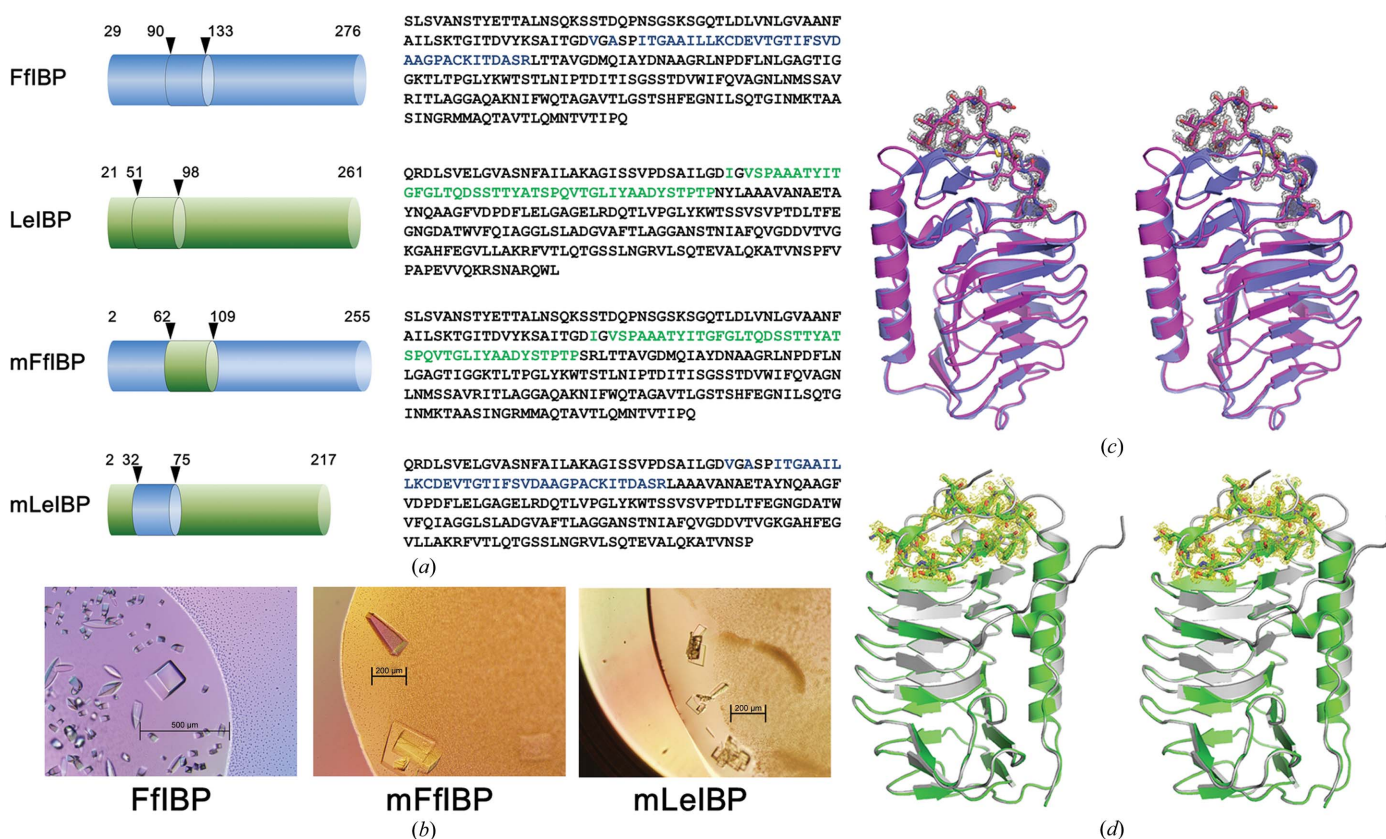 29 90 133 276
FfIBP
SLSVANSTYETTALNSQKSSTDQPNSGSKSGQTLDLVNLGVAANF
AILSKTGITDVYKSAITGDVGASPITGAAILLKCDEVTGTIFSVD
AAGPACKITDASRLTTAVGDMQIAYDNAAGRLNPDFLNLGAGTIG
GKTLTPGLYKWTSTLNIPTDITISGSSTDVWIFQVAGNLNMSSAV
RITLAGGAQAKNIFWQTAGAVTLGSTSHFEGNILSQTGINMKTAA
SINGRMMAQTAVTLQMNTVTIPQ
21 51 98 261
LeIBP
QRDLSVELGVASNFAILAKAGISSVPDSAILGDIGVSPAAATYIT
GFGLTQDSSTTYATSPQVTGLIYAADYSTPTPNYLAAAVANAETA
YNQAAGFVDPDFLELGAGELRDQTLVPGLYKWTSSVSVPTDLTFE
GNGDATWVFQIAGGLSLADGVAFTLAGGANSTNIAFQVGDDVTVG
KGAHFEGVLLAKRFVTLQTGSSLNGRVLSQTEVALQKATVNSPFV
PAPEVVQKRSNARQWL
2 62 109 255
mFfIBP
SLSVANSTYETTALNSQKSSTDQPNSGSKSGQTLDLVNLGVAANF
AILSKTGITDVYKSAITGDIGVSPAAATYITGFGLTQDSSTTYAT
SPQVTGLIYAADYSTPTPSRLTTAVGDMQIAYDNAAGRLNPDFLN
LGAGTIGGKTLTPGLYKWTSTLNIPTDITISGSSTDVWIFQVAGN
LNMSSAVRITLAGGAQAKNIFWQTAGAVTLGSTSHFEGNILSQTG
INMKTAASINGRMMAQTAVTLQMNTVTIPQ
2 32 75 217
mLeIBP
QRDLSVELGVASNFAILAKAGISSVPDSAILGDVGASPITGAAIL
LKCDEVTGTIFSVDAAGPACKITDASRLAAAVANAETAYNQAAGF
VDPDFLELGAGELRDQTLVPGLYKWTSSVSVPTDLTFEGNGDATW
VFQIAGGLSLADGVAFTLAGGANSTNIAFQVGDDVTVGKGAHFEG
VLLAKRFVTLQTGSSLNGRVLSQTEVALQKATVNSP
(a)
500 μm
200 μm
200 μm
FfIBP mFfIBP mLeIBP
(b)
(c)
(d)